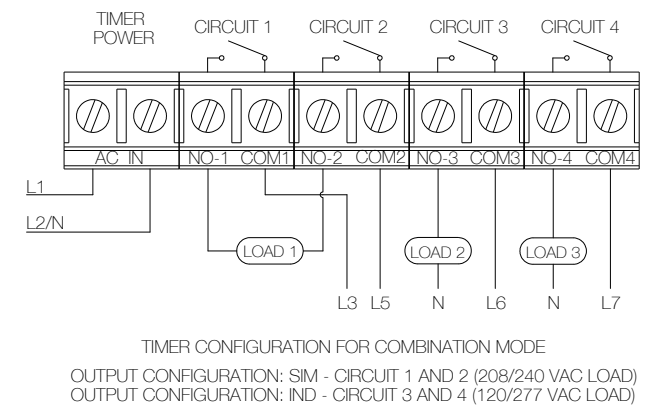 TIMER
POWER
CIRCUIT 1 CIRCUIT 2 CIRCUIT 3 CIRCUIT 4
AC IN NO-1 COM1 NO-2 COM2 NO-3 COM3 NO-4 COM4
L1
L2/N
LOAD 1 LOAD 2 LOAD 3
L3 L5 N L6 N L7
TIMER CONFIGURATION FOR COMBINATION MODE
OUTPUT CONFIGURATION: SIM - CIRCUIT 1 AND 2 (208/240 VAC LOAD)
OUTPUT CONFIGURATION: IND - CIRCUIT 3 AND 4 (120/277 VAC LOAD)